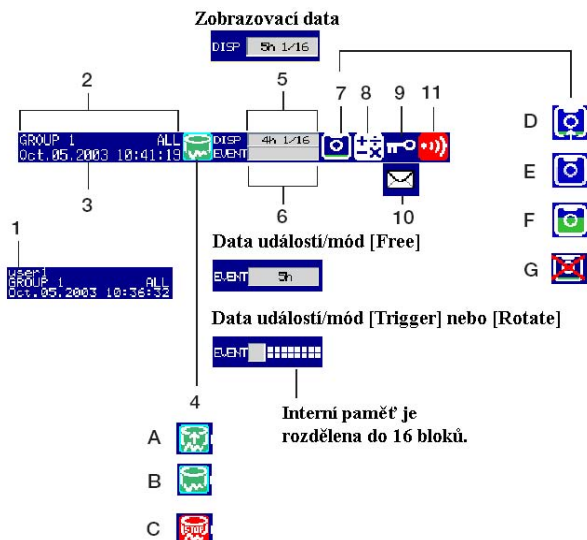 Zobrazovací data
DISP 5h 1/16
2
5
7 8 9 11
GROUP 1 ALL
Oct.05.2003 10:41:19
DISP 4h 1/16
EVENT
3
6
10
D
E
F
G
1
user1
GROUP 1 ALL
Oct.05.2003 10:36:32
Data událostí/mód [Free]
EVENT 5h
Data událostí/mód [Trigger] nebo [Rotate]
EVENT
4
Interní paměť je
rozdělena do 16 bloků.
A
B
C
STOP